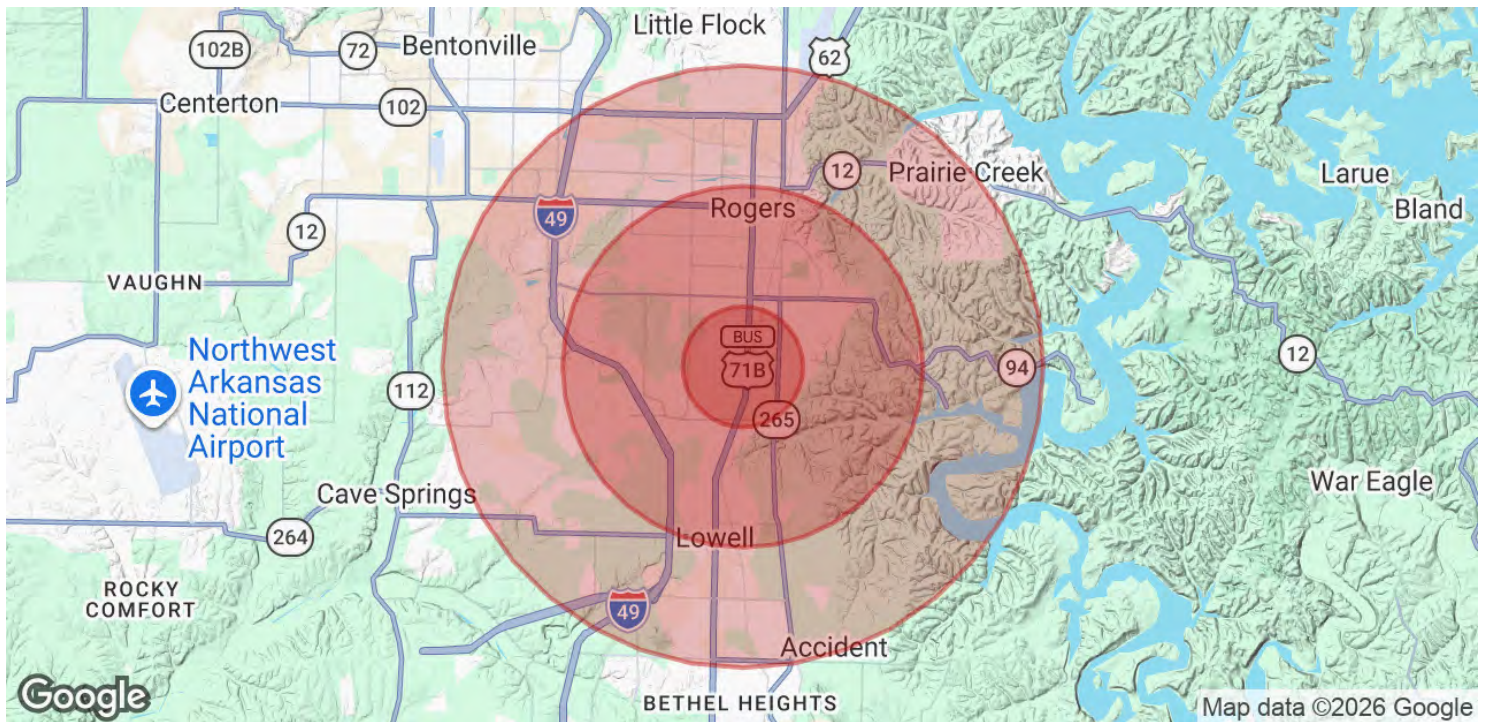 Little Flock
102B
72
Bentonville
62
Centerton
102
12
Prairie Creek
Larue
49
Rogers
Bland
12
VAUGHN
BUS
71B
12
Northwest
Arkansas
National
Airport
112
94
265
Cave Springs
War Eagle
264
Lowell
ROCKY
COMFORT
49
Accident
BETHEL HEIGHTS
Google
Map data ©2026 Google